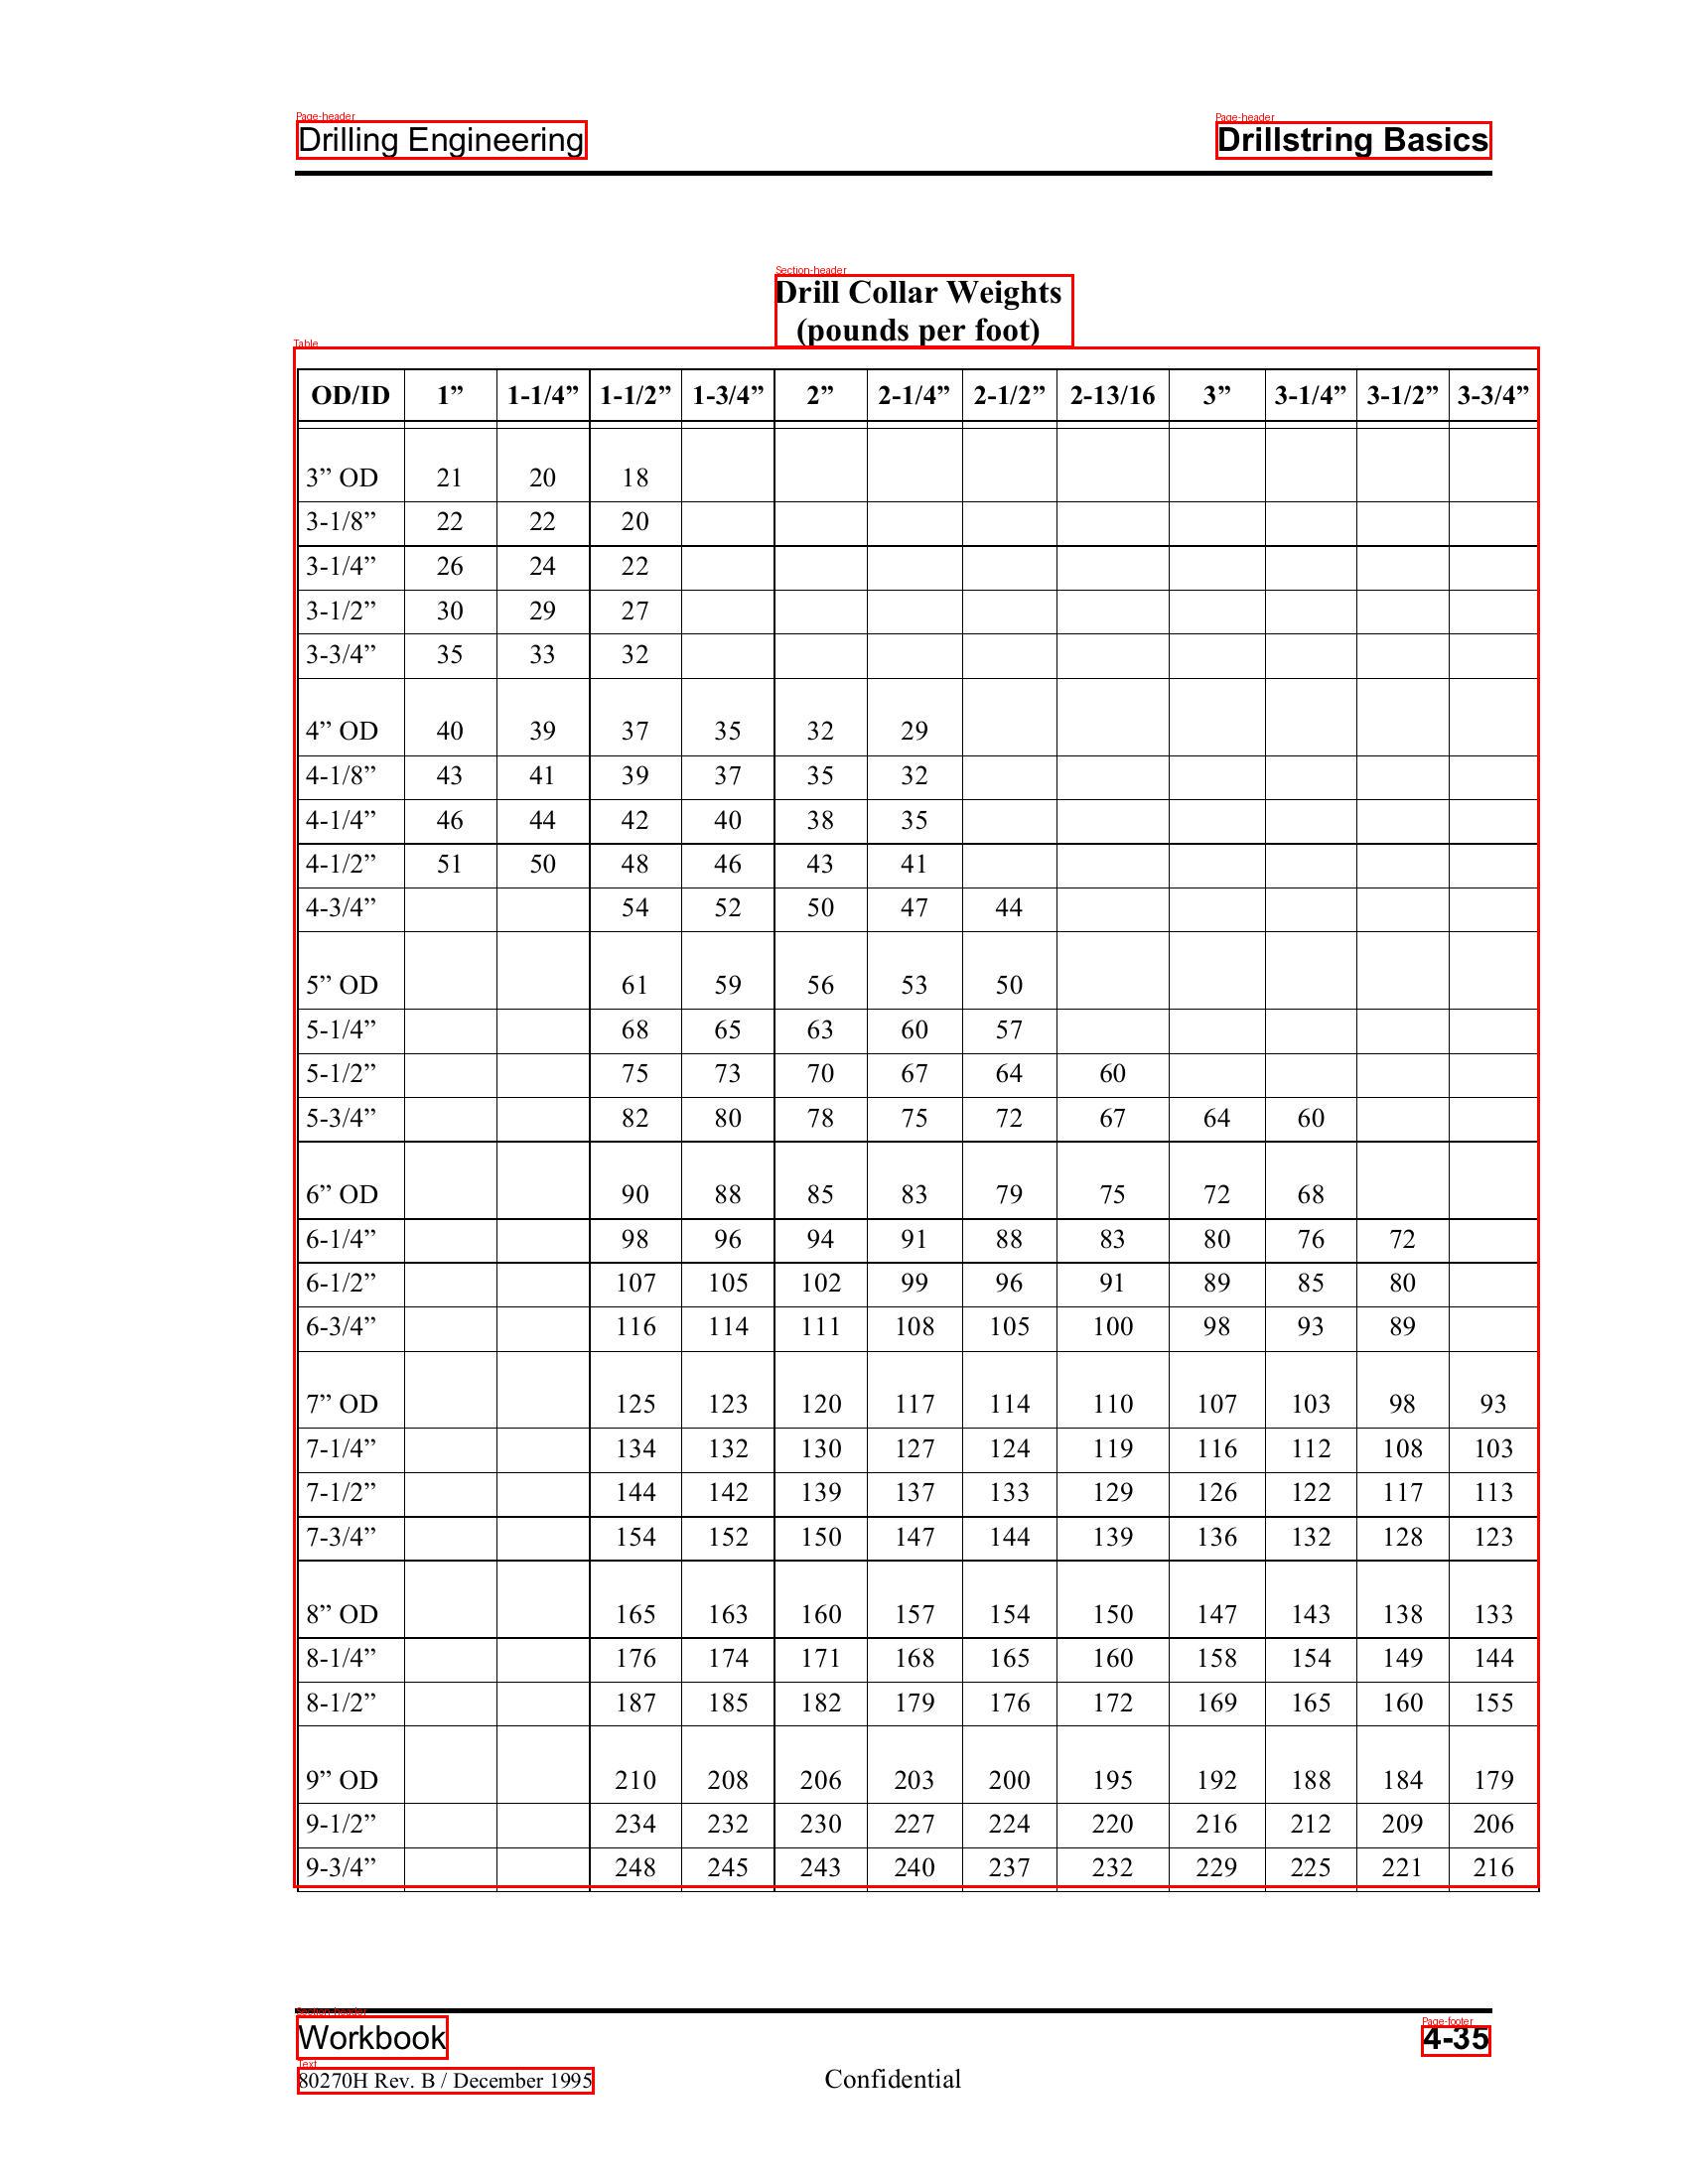 Page-header
Drilling Engineering
Page-header
Drillstring Basics
Section-header
Drill Collar Weights
(pounds per foot)
Table
OD/ID 1” 1-1/4” 1-1/2” 1-3/4” 2” 2-1/4” 2-1/2” 2-13/16 3” 3-1/4” 3-1/2” 3-3/4”
3” OD 21 20 18
3-1/8” 22 22 20
3-1/4” 26 24 22
3-1/2” 30 29 27
3-3/4” 35 33 32
4” OD 40 39 37 35 32 29
4-1/8” 43 41 39 37 35 32
4-1/4” 46 44 42 40 38 35
4-1/2” 51 50 48 46 43 41
4-3/4” 54 52 50 47 44
5” OD 61 59 56 53 50
5-1/4” 68 65 63 60 57
5-1/2” 75 73 70 67 64 60
5-3/4” 82 80 78 75 72 67 64 60
6” OD 90 88 85 83 79 75 72 68
6-1/4” 98 96 94 91 88 83 80 76 72
6-1/2” 107 105 102 99 96 91 89 85 80
6-3/4” 116 114 111 108 105 100 98 93 89
7” OD 125 123 120 117 114 110 107 103 98 93
7-1/4” 134 132 130 127 124 119 116 112 108 103
7-1/2” 144 142 139 137 133 129 126 122 117 113
7-3/4” 154 152 150 147 144 139 136 132 128 123
8” OD 165 163 160 157 154 150 147 143 138 133
8-1/4” 176 174 171 168 165 160 158 154 149 144
8-1/2” 187 185 182 179 176 172 169 165 160 155
9” OD 210 208 206 203 200 195 192 188 184 179
9-1/2” 234 232 230 227 224 220 216 212 209 206
9-3/4” 248 245 243 240 237 232 229 225 221 216
Section-header
Workbook
Page-footer
4-35
Text
80270H Rev. B / December 1995
Confidential